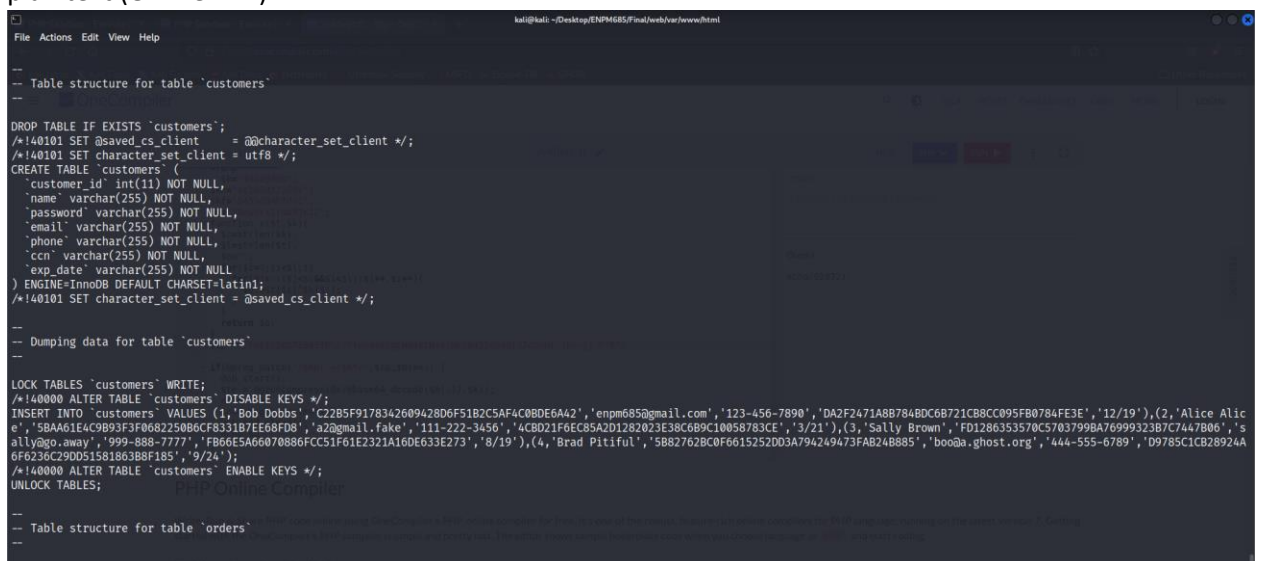 kali@kali: ~/Desktop/ENPM685/Final/web/var/www/html
File Actions Edit View Help
--
-- Table structure for table `customers`
--
DROP TABLE IF EXISTS `customers`;
/*!40101 SET @saved_cs_client     = @@character_set_client */;
/*!40101 SET character_set_client = utf8 */;
CREATE TABLE `customers` (
  `customer_id` int(11) NOT NULL,
  `name` varchar(255) NOT NULL,
  `password` varchar(255) NOT NULL,
  `email` varchar(255) NOT NULL,
  `phone` varchar(255) NOT NULL,
  `ccn` varchar(255) NOT NULL,
  `exp_date` varchar(255) NOT NULL
) ENGINE=InnoDB DEFAULT CHARSET=latin1;
/*!40101 SET character_set_client = @saved_cs_client */;
--
-- Dumping data for table `customers`
--
LOCK TABLES `customers` WRITE;
/*!40000 ALTER TABLE `customers` DISABLE KEYS */;
INSERT INTO `customers` VALUES (1,'Bob Dobbs','C22B5F9178342609428D6F51B2C5AF4C0BDE6A42','enpm685@gmail.com','123-456-7890','DA2F2471A8B784BDC6B721CB8CC095FB0784FE3E','12/19'),(2,'Alice Alic
e','5BAA61E4C9B93F3F0682250B6CF8331B7EE68FD8','a2@gmail.fake','111-222-3456','4CBD21F6EC85A2D1282023E38C6B9C10058783CE','3/21'),(3,'Sally Brown','FD1286353570C5703799BA76999323B7C7447B06','s
ally@go.away','999-888-7777','FB66E5A66070886FCC51F61E2321A16DE633E273','8/19'),(4,'Brad Pitiful','5B82762BC0F6615252DD3A794249473FAB24B885','boo@a.ghost.org','444-555-6789','D9785C1CB28924A
6F6236C29DD51581863B8F185','9/24');
/*!40000 ALTER TABLE `customers` ENABLE KEYS */;
UNLOCK TABLES;
PHP Online Compiler
--
-- Table structure for table `orders`
--